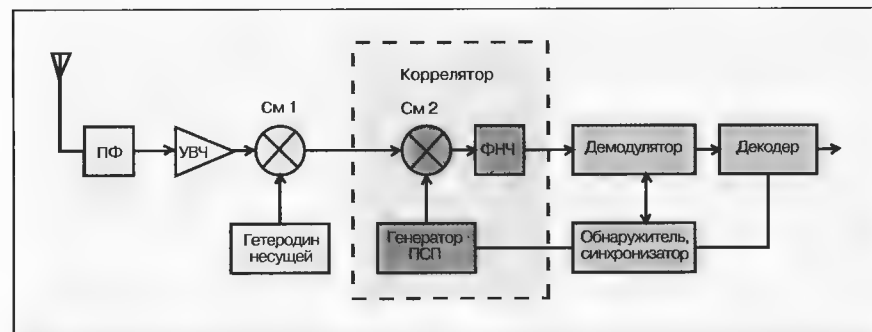 Коррелятор
См 1
См 2
ПФ
УВЧ
ФНЧ
Демодулятор
Декодер
Гетеродин
несущей
Генератор
ПСП
Обнаружитель,
синхронизатор